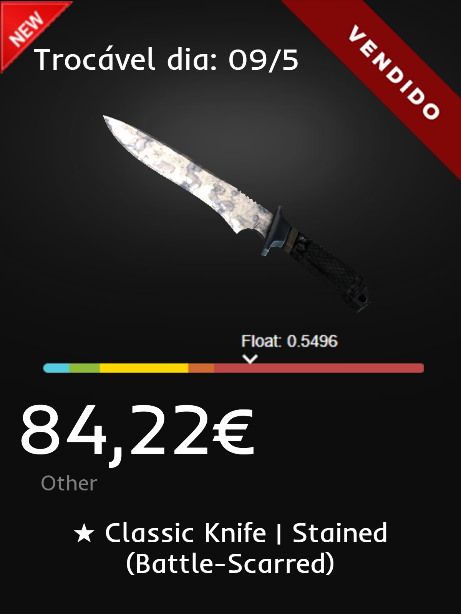 NEW
VENDIDO
Trocável dia: 09/5
Float: 0.5496
84,22€
Other
★ Classic Knife | Stained
(Battle-Scarred)